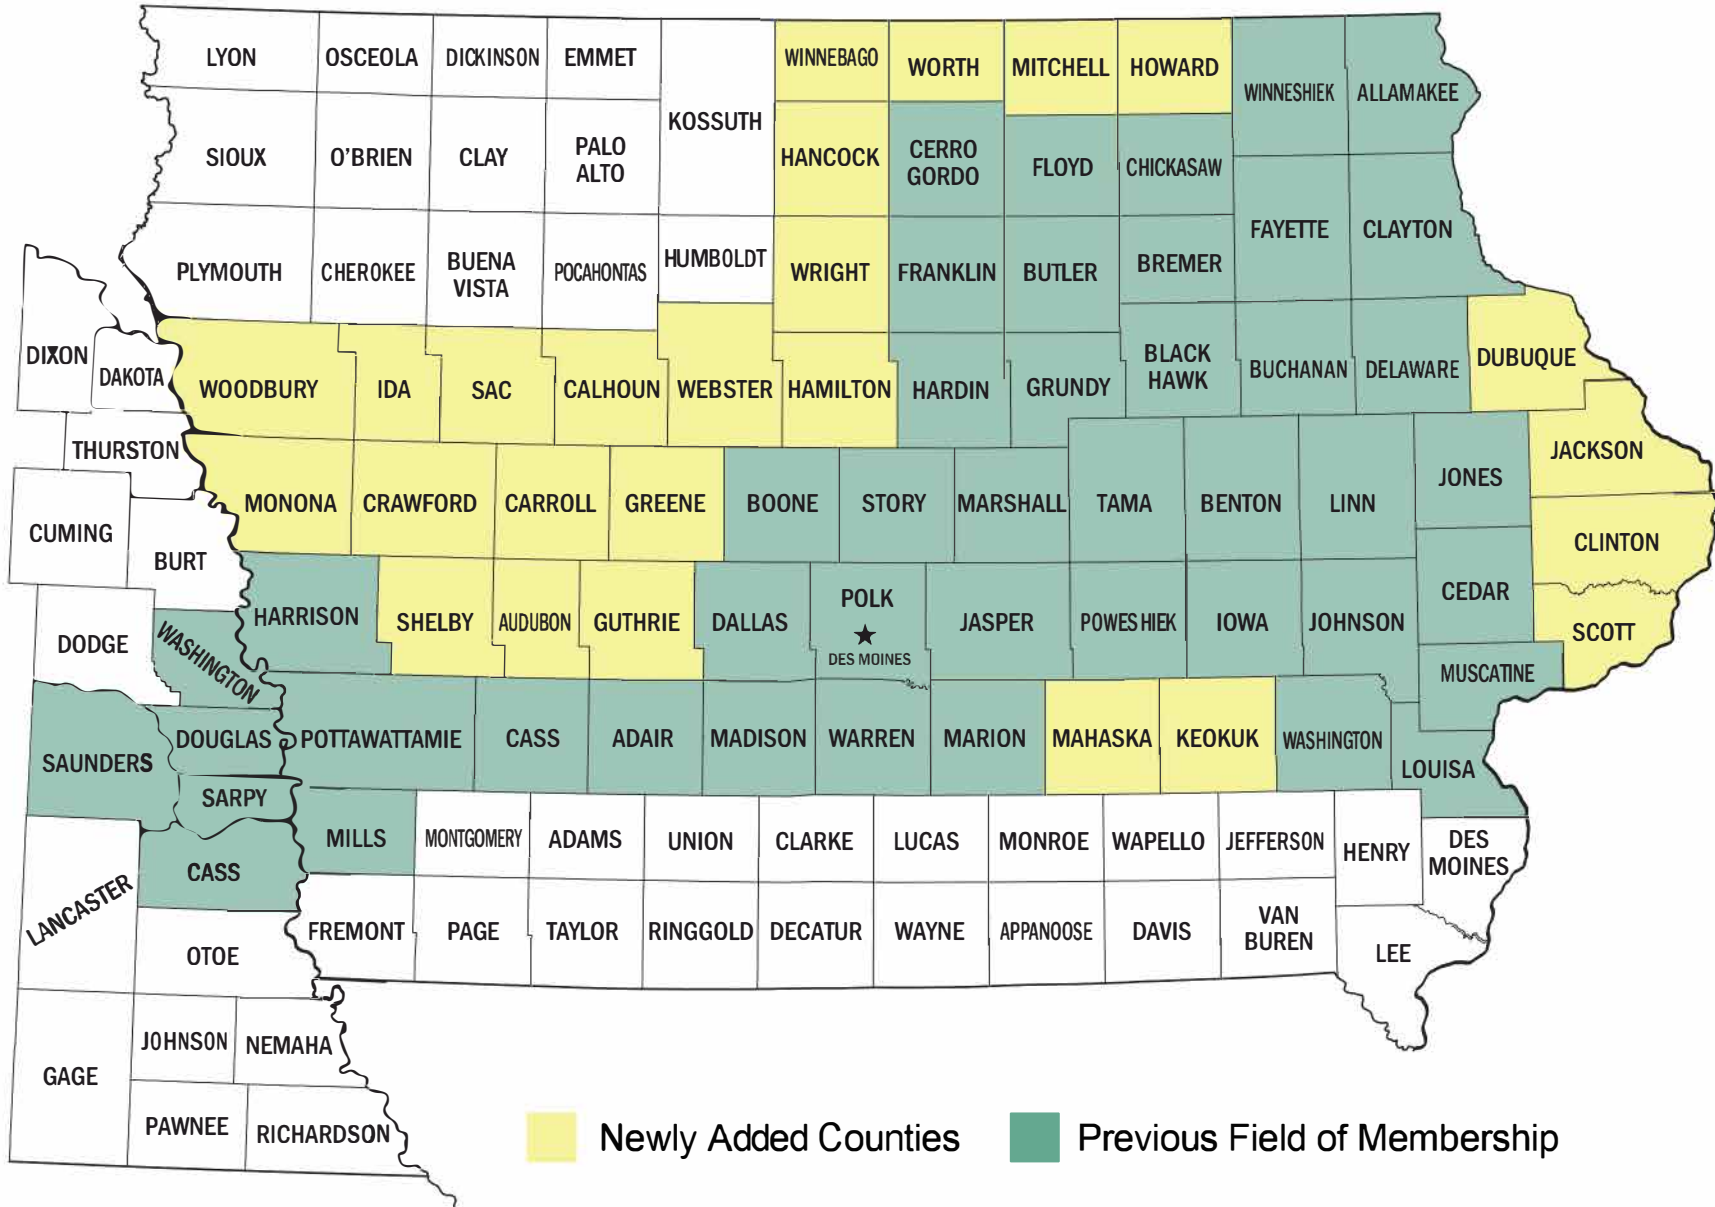 LYON
OSCEOLA
DICKINSON
EMMET
KOSSUTH
WINNEBAGO
WORTH
MITCHELL
HOWARD
WINNESHIEK
ALLAMAKEE
SIOUX
O'BRIEN
CLAY
PALO
ALTO
HANCOCK
CERRO
GORDO
FLOYD
CHICKASAW
PLYMOUTH
CHEROKEE
BUENA
VISTA
POCAHONTAS
HUMBOLDT
WRIGHT
FRANKLIN
BUTLER
BREMER
FAYETTE
CLAYTON
DIXON
DAKOTA
WOODBURY
IDA
SAC
CALHOUN
WEBSTER
HAMILTON
HARDIN
GRUNDY
BLACK
HAWK
BUCHANAN
DELAWARE
DUBUQUE
THURSTON
MONONA
CRAWFORD
CARROLL
GREENE
BOONE
STORY
MARSHALL
TAMA
BENTON
LINN
JONES
JACKSON
CUMING
BURT
CLINTON
DODGE
WASHINGTON
HARRISON
SHELBY
AUDUBON
GUTHRIE
DALLAS
POLK
DES MOINES
JASPER
POWESHIEK
IOWA
JOHNSON
CEDAR
SCOTT
MUSCATINE
SAUNDERS
DOUGLAS
SARPY
POTTAWATTAMIE
CASS
ADAIR
MADISON
WARREN
MARION
MAHASKA
KEOKUK
WASHINGTON
LOUISA
LANCASTER
CASS
MILLS
MONTGOMERY
ADAMS
UNION
CLARKE
LUCAS
MONROE
WAPELLO
JEFFERSON
HENRY
DES
MOINES
OTOE
FREMONT
PAGE
TAYLOR
RINGGOLD
DECATUR
WAYNE
APPANOOSE
DAVIS
VAN
BUREN
LEE
GAGE
JOHNSON
NEMAHA
PAWNEE
RICHARDSON
Newly Added Counties
Previous Field of Membership